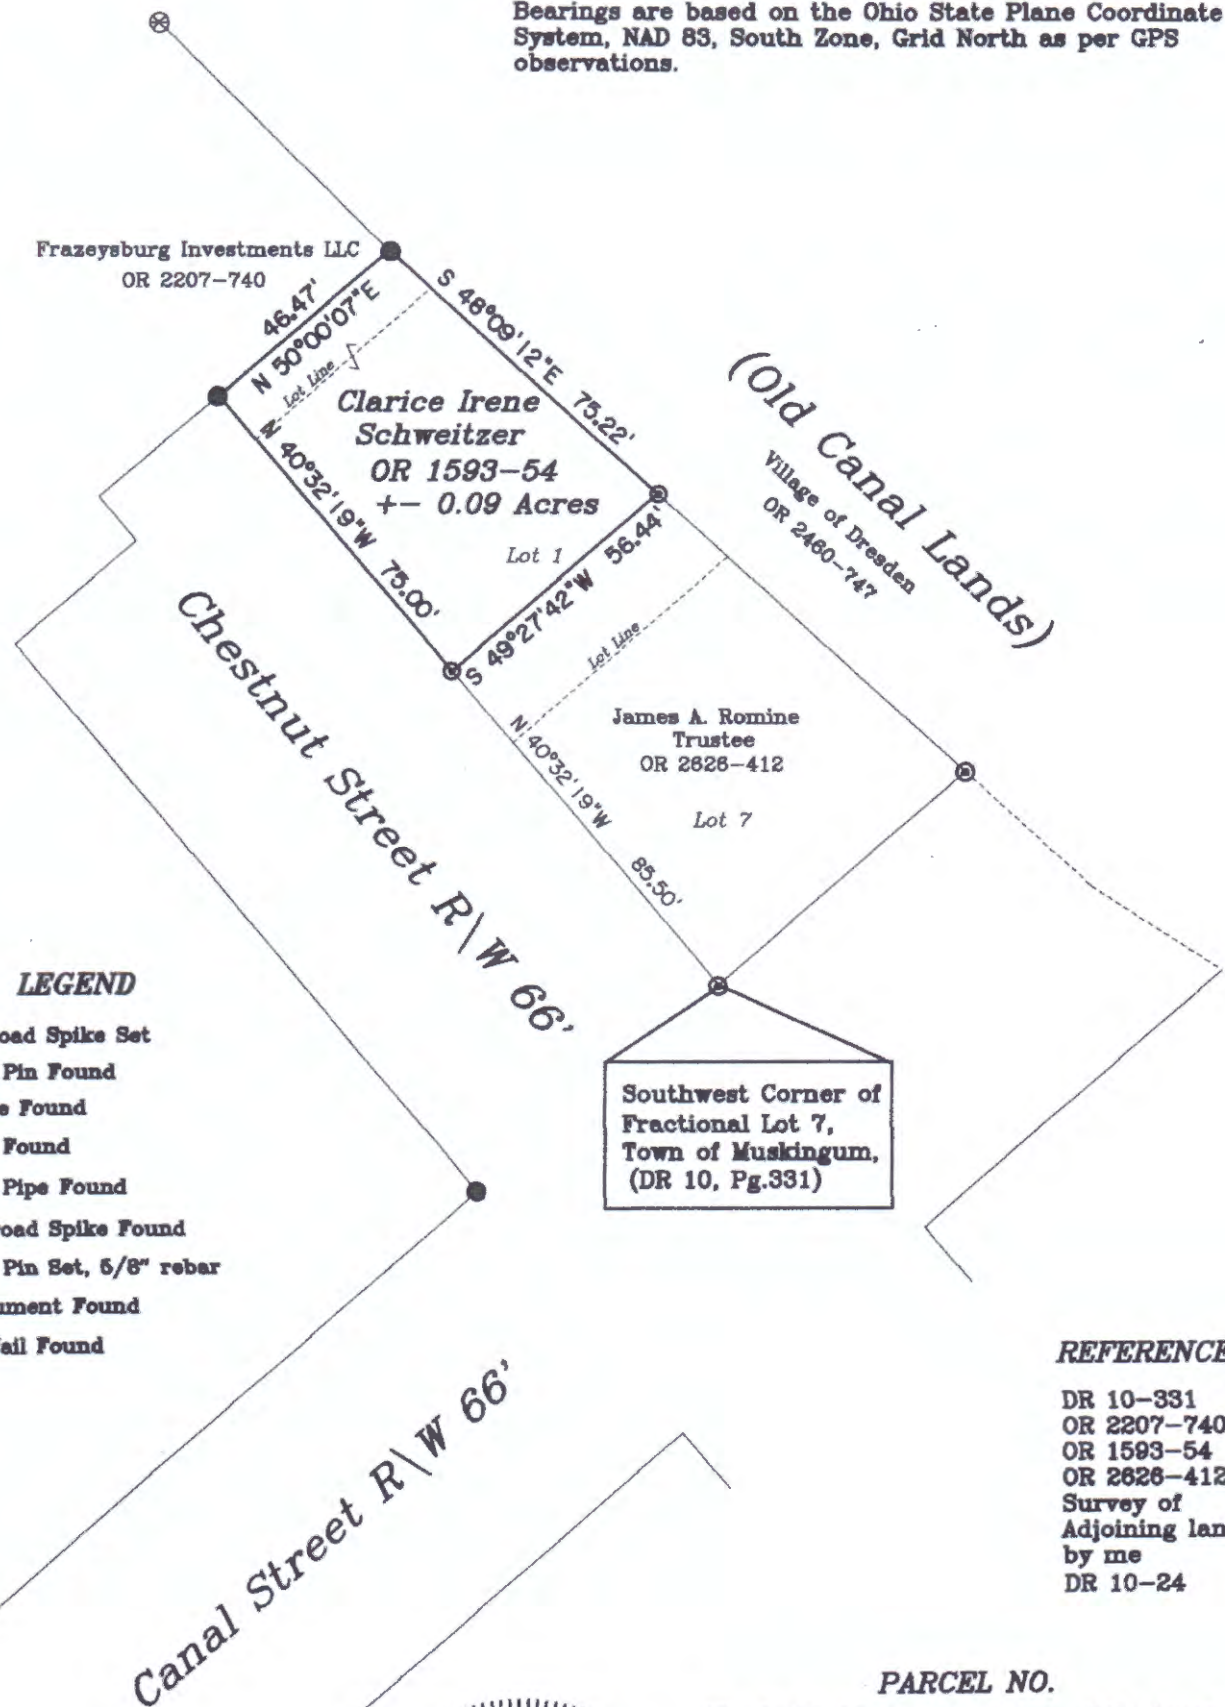 Bearings are based on the Ohio State Plane Coordinate
System, NAD 83, South Zone, Grid North as per GPS
observations.
Frazeysburg Investments LLC
OR 2207-740
46.47'
N 50°00'07"E
Lot Line
S 48°09'12"E 75.22'
Clarice Irene
Schweitzer
OR 1593-54
+- 0.09 Acres
Lot 1
N 40°32'19"W 75.00'
S 49°27'42"W 56.44'
(Old Canal Lands)
Village of Dresden
OR 2460-747
Lot Line
James A. Romine
Trustee
OR 2626-412
Lot 7
N 40°32'19"W 85.50'
Chestnut Street R\W 66'
Southwest Corner of
Fractional Lot 7,
Town of Muskingum,
(DR 10, Pg.331)
LEGEND
oad Spike Set
Pin Found
e Found
Found
Pipe Found
oad Spike Found
Pin Set, 5/8" rebar
ument Found
ail Found
Canal Street R\W 66'
REFERENCE
DR 10-331
OR 2207-740
OR 1593-54
OR 2626-412
Survey of
Adjoining lan
by me
DR 10-24
PARCEL NO.